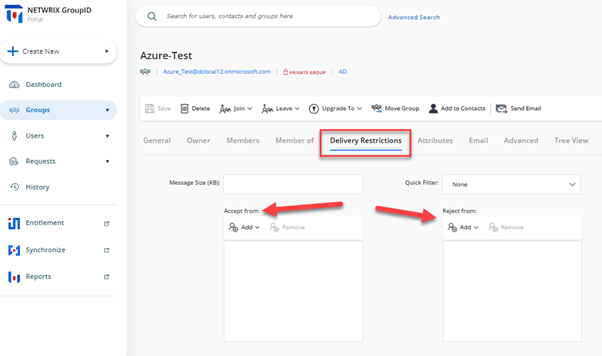 NETWRIX GroupID
Portal
Search for users, contacts and groups here.
Advanced Search
Create New
Dashboard
Groups
Users
Requests
History
Entitlement
Synchronize
Reports
Azure-Test
Azure_Test@dclocal12.onmicrosoft.com
PRIVATE GROUP
AD
Save Delete Join Leave Upgrade To Move Group Add to Contacts Send Email
General Owner Members Member of Delivery Restrictions Attributes Email Advanced Tree View
Message Size (KB): Quick Filter: None
Accept from: Reject from:
Add Remove Add Remove